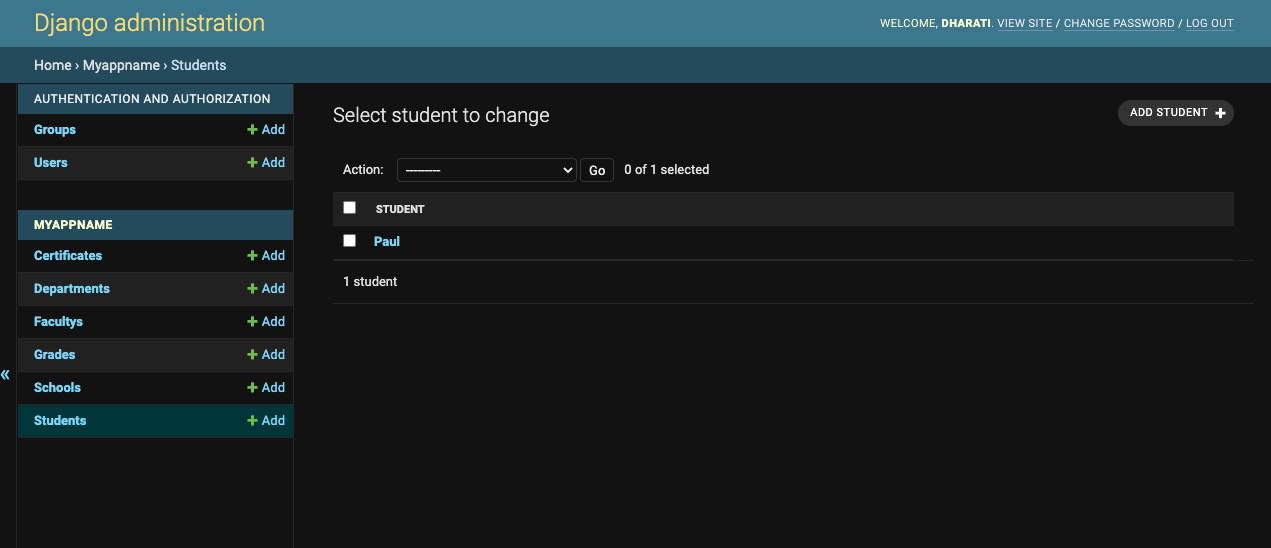 Django administration
WELCOME, DHARATI. VIEW SITE / CHANGE PASSWORD / LOG OUT
Home › Myappname › Students
AUTHENTICATION AND AUTHORIZATION
Groups + Add
Users + Add
MYAPPNAME
Certificates + Add
Departments + Add
Facultys + Add
Grades + Add
Schools + Add
Students + Add
«
Select student to change
ADD STUDENT +
Action: --------- Go 0 of 1 selected
STUDENT
Paul
1 student